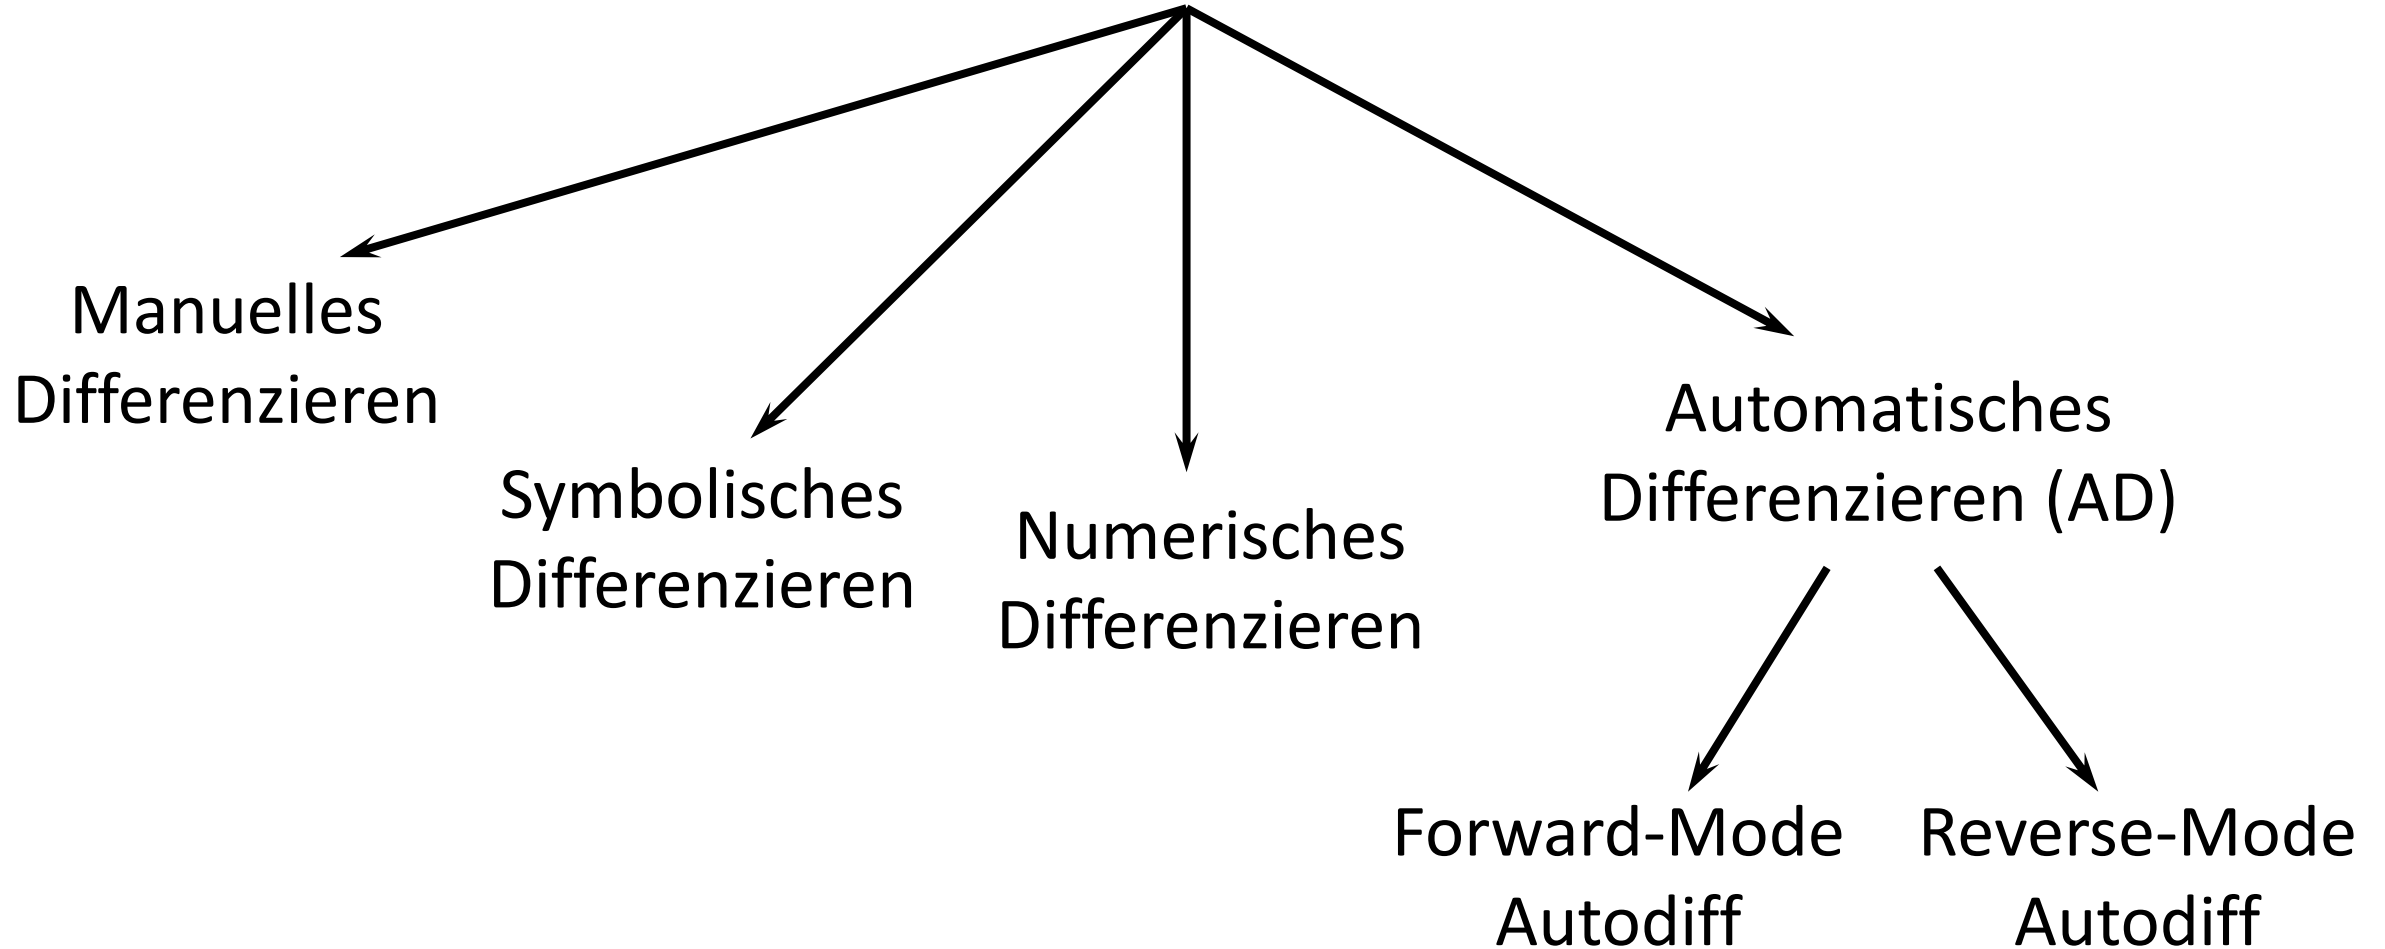 Manuelles
Differenzieren
Symbolisches
Differenzieren
Numerisches
Differenzieren
Automatisches
Differenzieren (AD)
Forward-Mode
Autodiff
Reverse-Mode
Autodiff